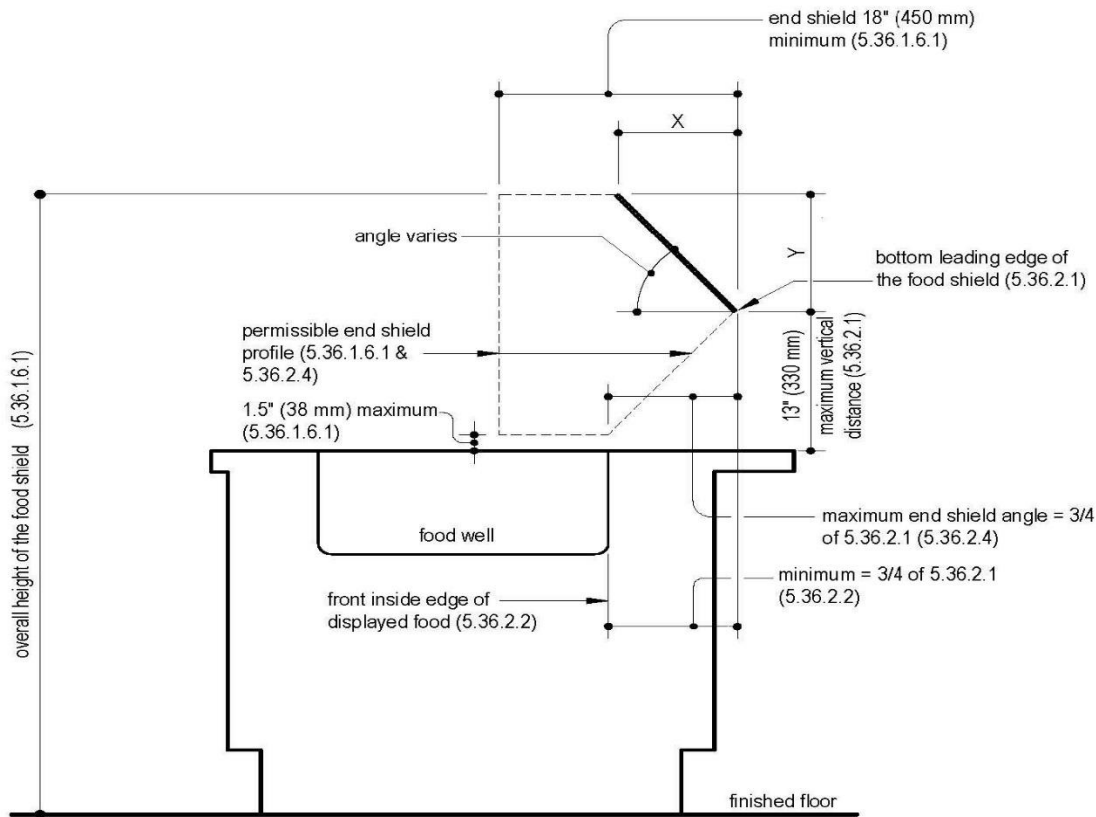 end shield 18" (450 mm)
minimum (5.36.1.6.1)
X
angle varies
Y
bottom leading edge of
the food shield (5.36.2.1)
permissible end shield
profile (5.36.1.6.1 &
5.36.2.4)
13" (330 mm)
maximum vertical
distance (5.36.2.1)
1.5" (38 mm) maximum
(5.36.1.6.1)
overall height of the food shield (5.36.1.6.1)
food well
maximum end shield angle = 3/4
of 5.36.2.1 (5.36.2.4)
minimum = 3/4 of 5.36.2.1
(5.36.2.2)
front inside edge of
displayed food (5.36.2.2)
finished floor